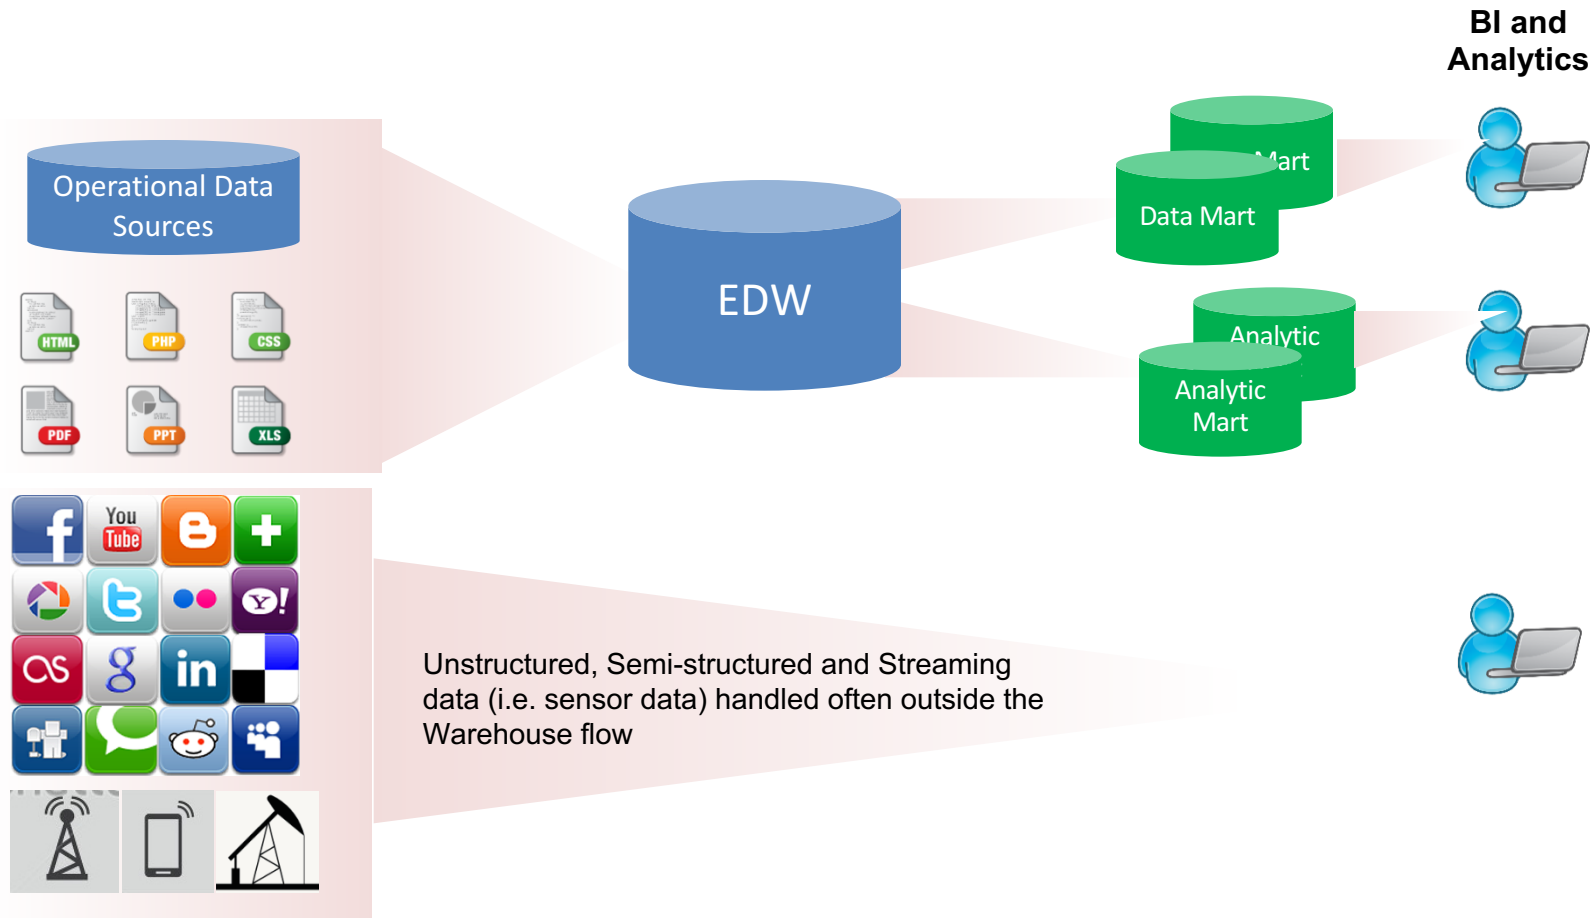 BI and
Analytics
Operational Data
Sources
HTML
PHP
CSS
PDF
PPT
XLS
EDW
Mart
Data Mart
Analytic
Analytic
Mart
You
Tube
Y!
in
Unstructured, Semi-structured and Streaming
data (i.e. sensor data) handled often outside the
Warehouse flow